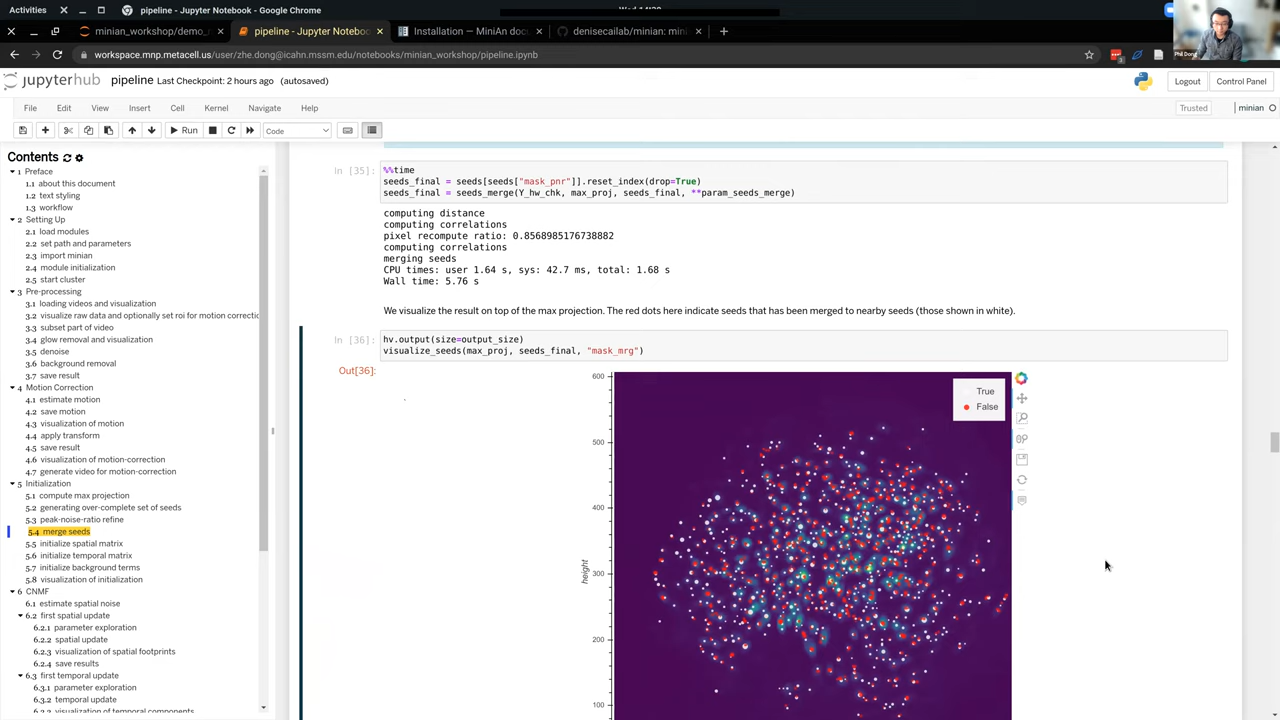 Activities
pipeline - Jupyter Notebook - Google Chrome
minian_workshop/demo_
pipeline - Jupyter Noteboo
Installation — MiniAn docu
denisecailab/minian: mini
workspace.mnp.metacell.us/user/zhe.dong@icahn.mssm.edu/notebooks/minian_workshop/pipeline.ipynb
Phil Dong
jupyterhub pipeline Last Checkpoint: 2 hours ago (autosaved)
Logout
Control Panel
File Edit View Insert Cell Kernel Navigate Help
Trusted
minian
Run
Code
Contents
1 Preface
1.1 about this document
1.2 text styling
1.3 workflow
2 Setting Up
2.1 load modules
2.2 set path and parameters
2.3 import minian
2.4 module initialization
2.5 start cluster
3 Pre-processing
3.1 loading videos and visualization
3.2 visualize raw data and optionally set roi for motion correctio
3.3 subset part of video
3.4 glow removal and visualization
3.5 denoise
3.6 background removal
3.7 save result
4 Motion Correction
4.1 estimate motion
4.2 save motion
4.3 visualization of motion
4.4 apply transform
4.5 save result
4.6 visualization of motion-correction
4.7 generate video for motion-correction
5 Initialization
5.1 compute max projection
5.2 generating over-complete set of seeds
5.3 peak-noise-ratio refine
5.4 merge seeds
5.5 initialize spatial matrix
5.6 initialize temporal matrix
5.7 initialize background terms
5.8 visualization of initialization
6 CNMF
6.1 estimate spatial noise
6.2 first spatial update
6.2.1 parameter exploration
6.2.2 spatial update
6.2.3 visualization of spatial footprints
6.2.4 save results
6.3 first temporal update
6.3.1 parameter exploration
6.3.2 temporal update
6.3.3 visualization of temporal components
In [35]:
%%time
seeds_final = seeds[seeds["mask_pnr"]].reset_index(drop=True)
seeds_final = seeds_merge(Y_hw_chk, max_proj, seeds_final, **param_seeds_merge)
computing distance
computing correlations
pixel recompute ratio: 0.8568985176738882
computing correlations
merging seeds
CPU times: user 1.64 s, sys: 42.7 ms, total: 1.68 s
Wall time: 5.76 s
We visualize the result on top of the max projection. The red dots here indicate seeds that has been merged to nearby seeds (those shown in white).
In [36]:
hv.output(size=output_size)
visualize_seeds(max_proj, seeds_final, "mask_mrg")
Out[36]:
True
False
600
500
400
300
200
100
height